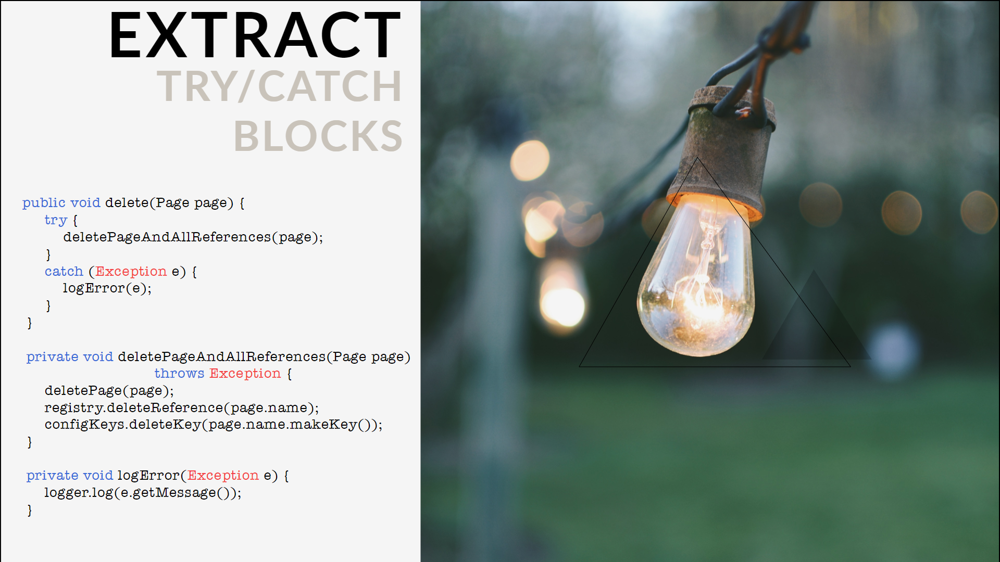 EXTRACT
TRY/CATCH
BLOCKS
public void delete(Page page) {
try {
deletePageAndAllReferences(page);
}
catch (Exception e) {
logError(e);
}
}
private void deletePageAndAllReferences(Page page)
throws Exception {
deletePage(page);
registry.deleteReference(page.name);
configKeys.deleteKey(page.name.makeKey());
}
private void logError(Exception e) {
logger.log(e.getMessage());
}